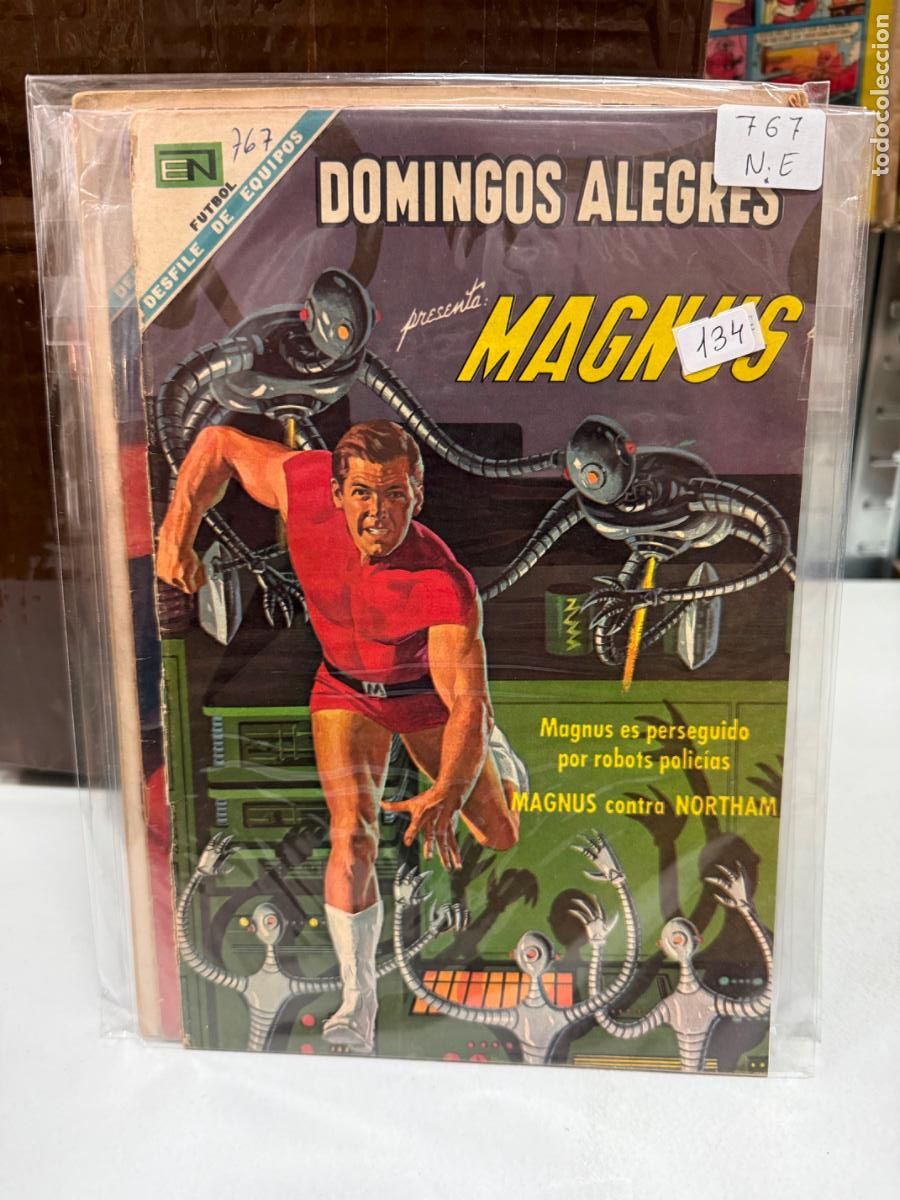 EN
767
FUTBOL
DESFILE DE EQUIPOS
DE
DOMINGOS ALEGRES
767
N.E
presenta:
MAGNUS
134
Magnus es perseguido
por robots policías
MAGNUS contra NORTHAM
M
todocoleccion